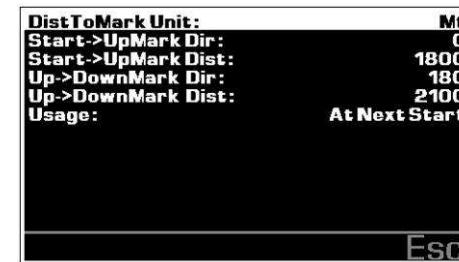 DistToMark Unit: Mt
Start->UpMark Dir: 0
Start->UpMark Dist: 1800
Up->DownMark Dir: 180
Up->DownMark Dist: 2100
Usage: At Next Start
Esc